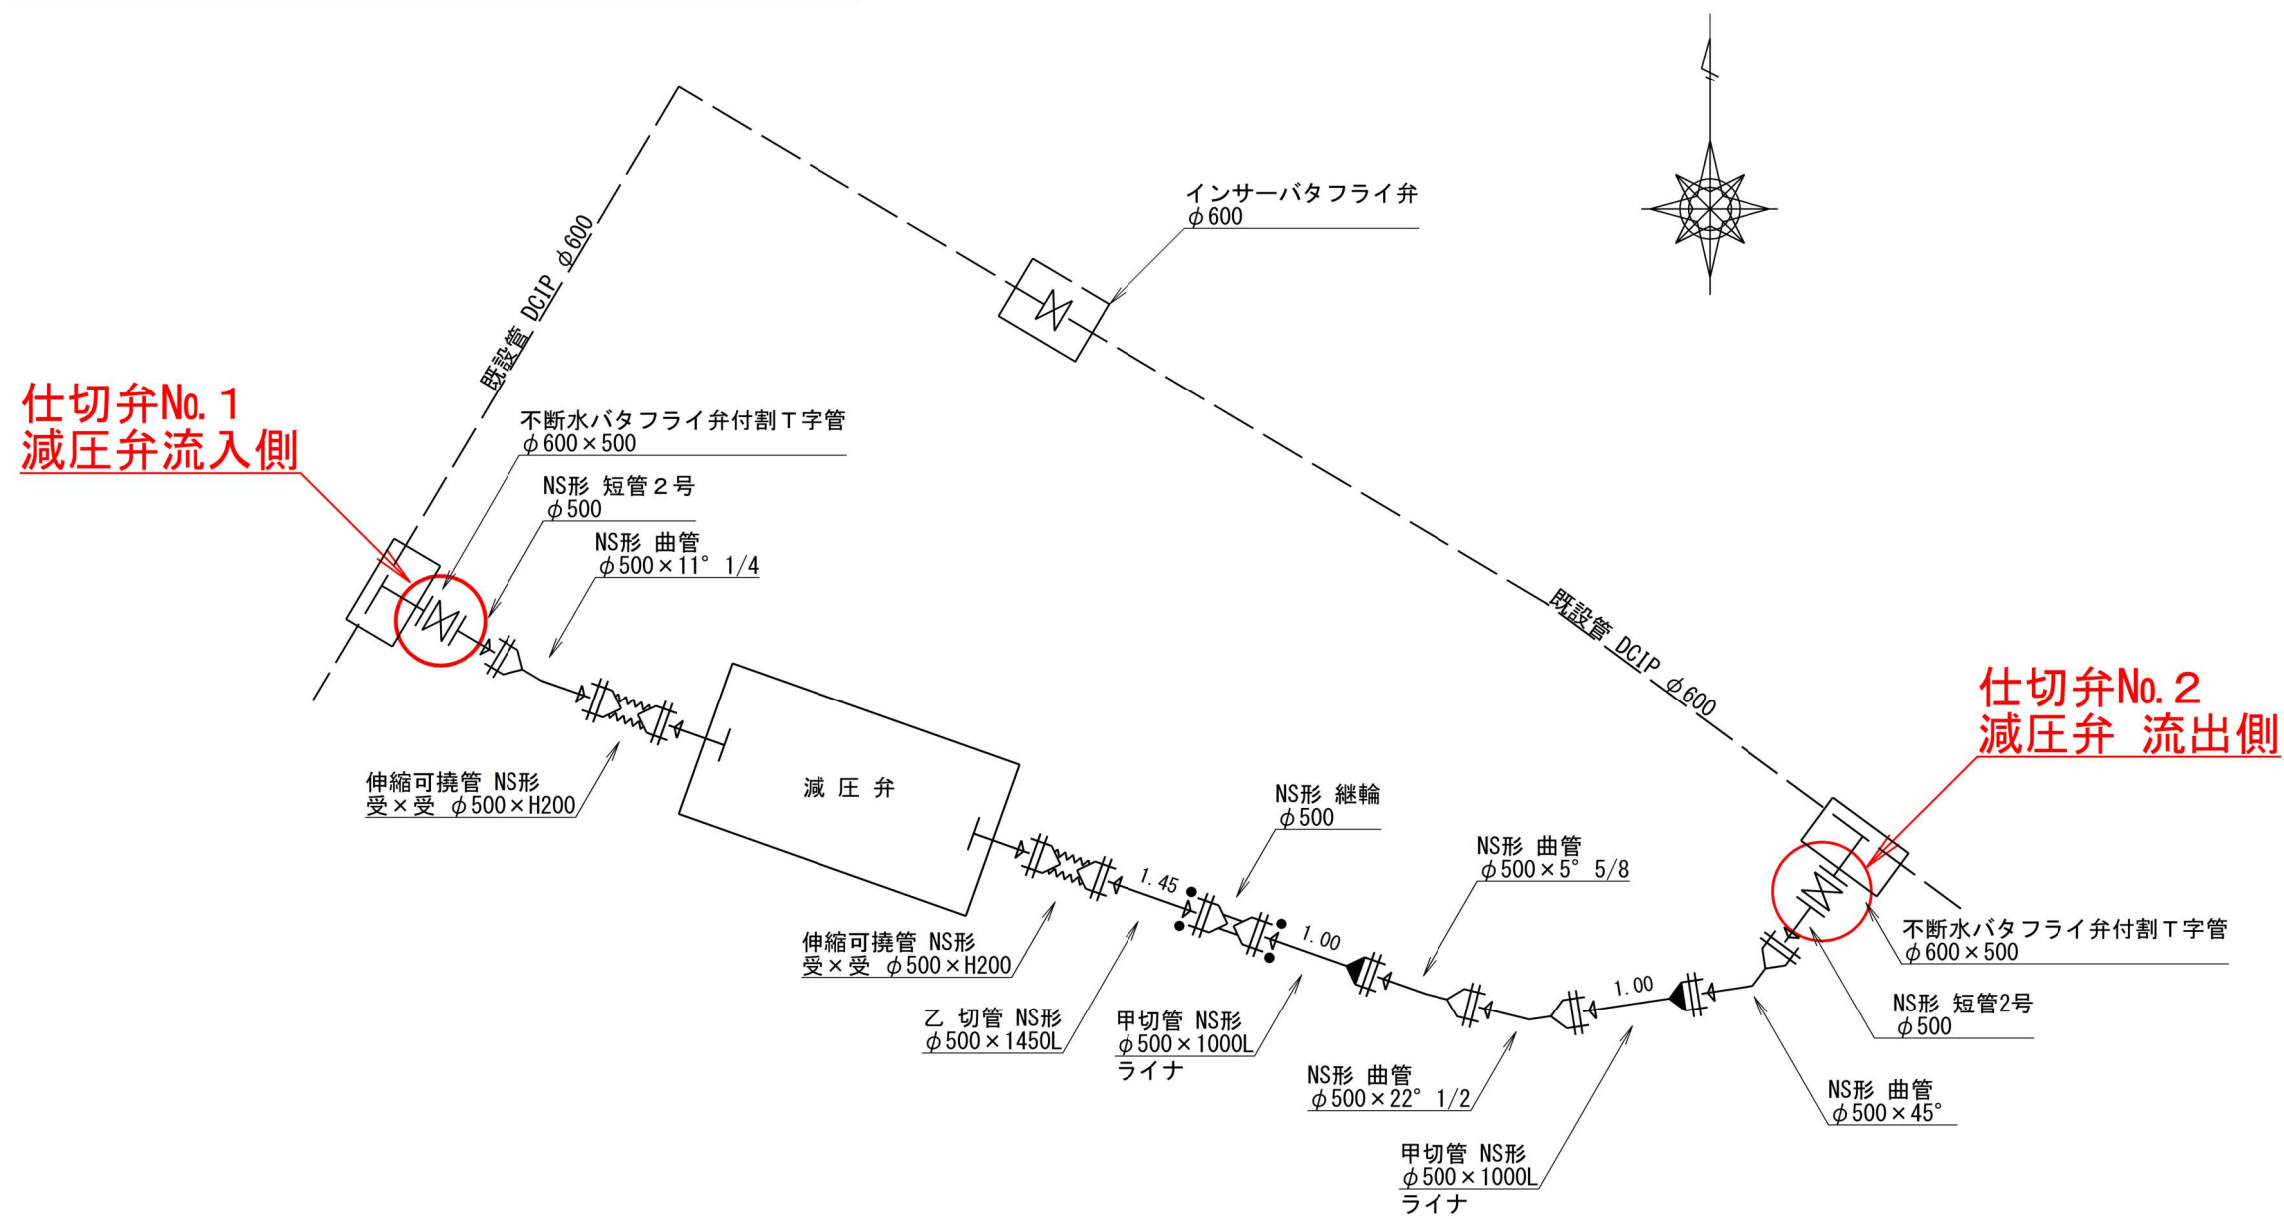 インサーバタフライ弁
φ600
既設管 DCIP φ600
仕切弁№.1
減圧弁流入側
不断水バタフライ弁付割T字管
φ600×500
NS形 短管2号
φ500
NS形 曲管
φ500×11° 1/4
既設管 DCIP φ600
仕切弁№.2
減圧弁 流出側
伸縮可撓管 NS形
受×受 φ500×H200
減圧弁
NS形 継輪
φ500
NS形 曲管
φ500×5° 5/8
1.45
1.00
1.00
伸縮可撓管 NS形
受×受 φ500×H200
不断水バタフライ弁付割T字管
φ600×500
乙 切管 NS形
φ500×1450L
甲切管 NS形
φ500×1000L
ライナ
NS形 短管2号
φ500
NS形 曲管
φ500×22° 1/2
NS形 曲管
φ500×45°
甲切管 NS形
φ500×1000L
ライナ